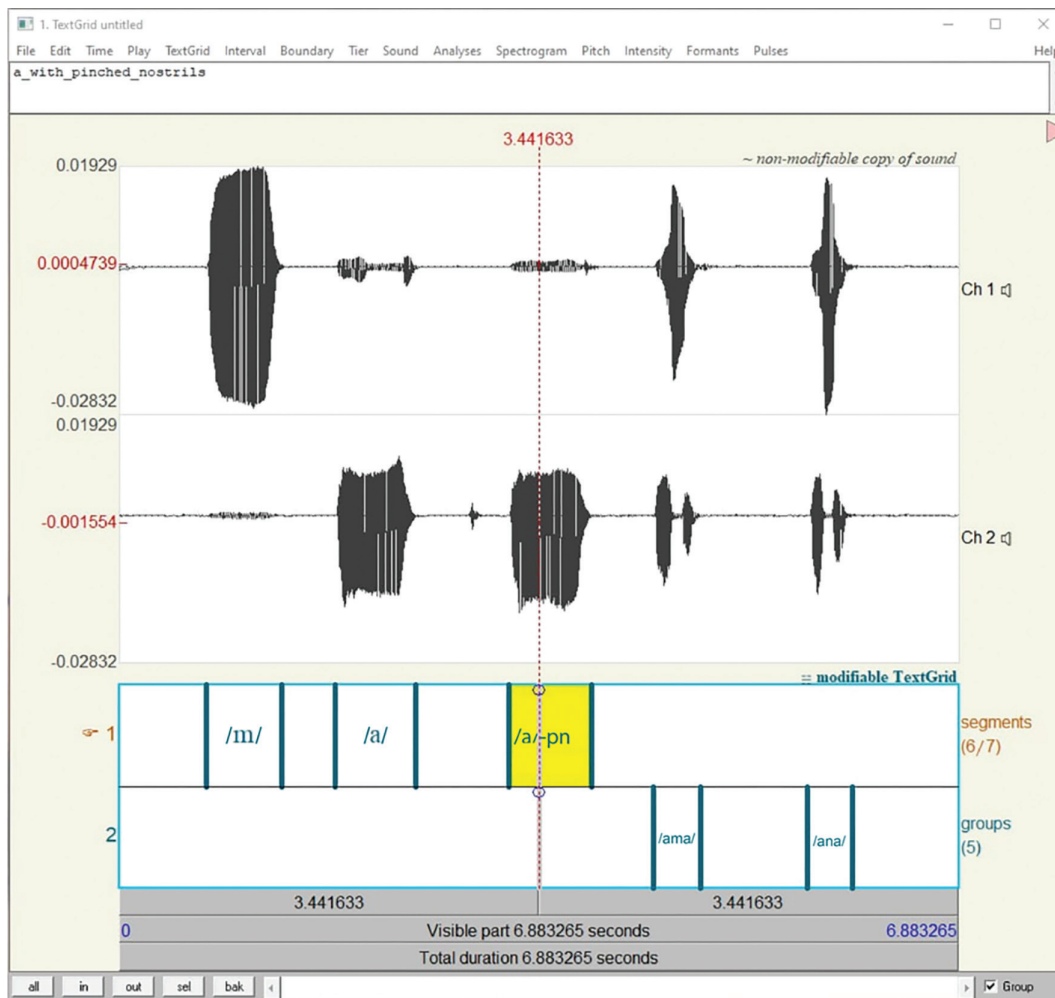 1. TextGrid untitled
File Edit Time Play TextGrid Interval Boundary Tier Sound Analyses Spectrogram Pitch Intensity Formants Pulses Help
a_with_pinched_nostrils
3.441633
0.01929
~ non-modifiable copy of sound
0.0004739
Ch 1
-0.02832
0.01929
-0.001554
Ch 2
-0.02832
modifiable TextGrid
1 /m/ /a/ /a/-pn segments
(6/7)
2 /ama/ /ana/ groups
(5)
3.441633 3.441633
0 Visible part 6.883265 seconds 6.883265
Total duration 6.883265 seconds
all in out sel bak Group